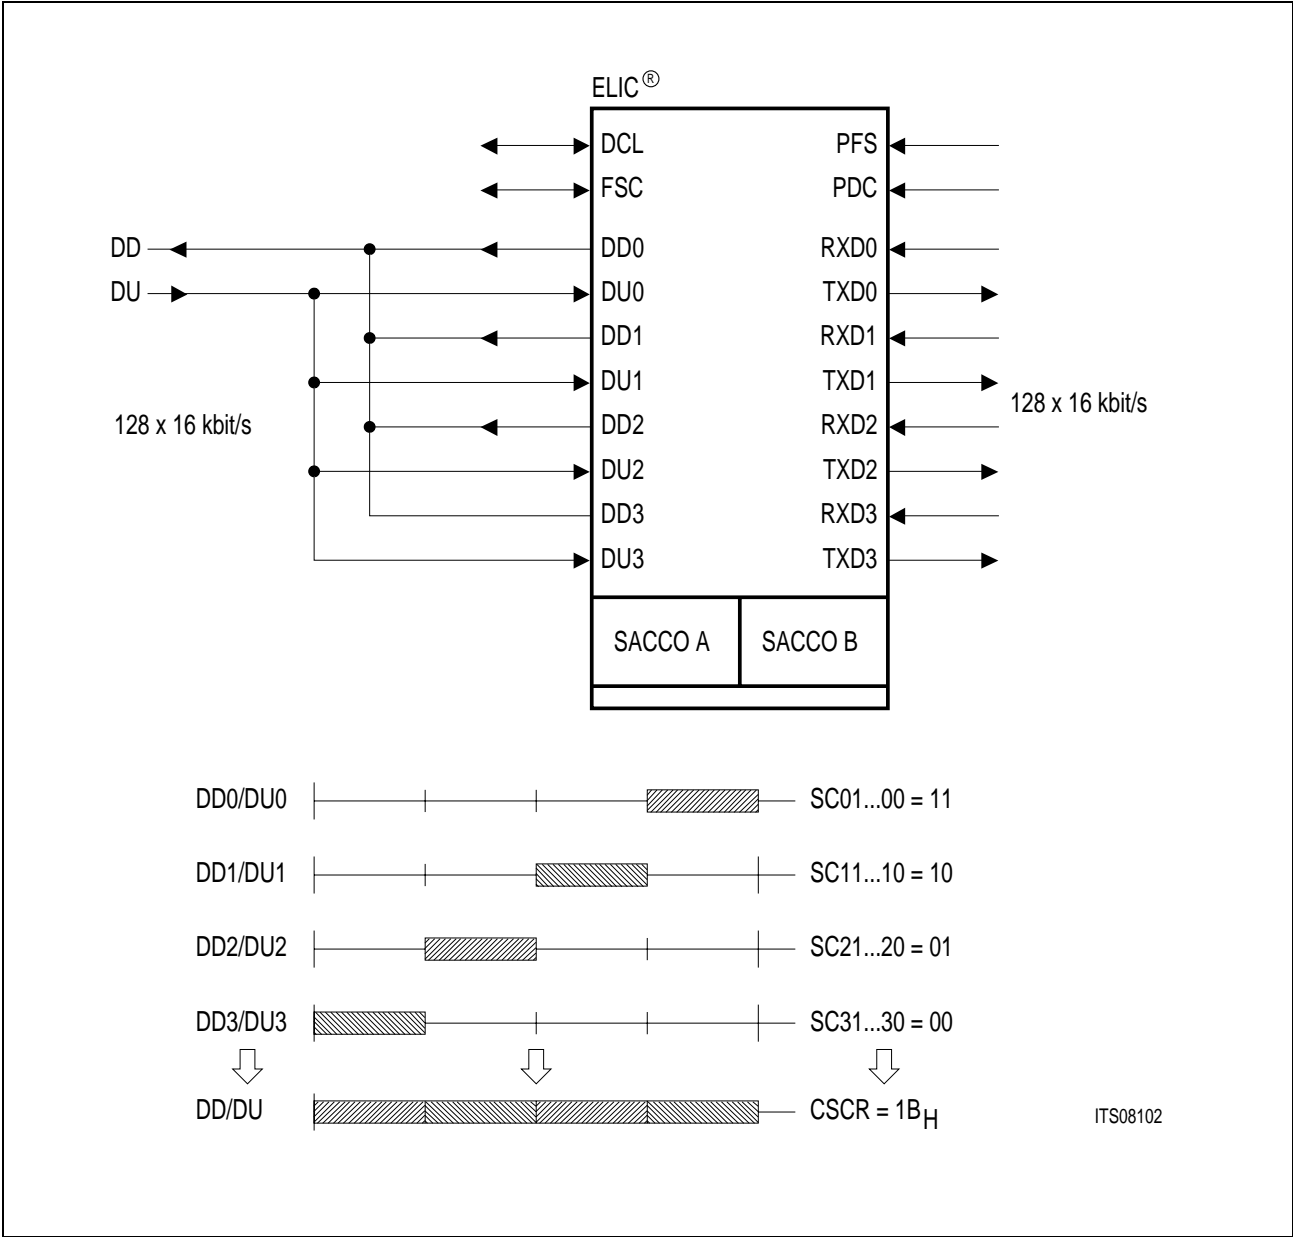 ELIC ®
DCL PFS
FSC PDC
DD DD0 RXD0
DU DU0 TXD0
DD1 RXD1
DU1 TXD1
128 x 16 kbit/s DD2 RXD2 128 x 16 kbit/s
DU2 TXD2
DD3 RXD3
DU3 TXD3
SACCO A SACCO B
DD0/DU0 SC01...00 = 11
DD1/DU1 SC11...10 = 10
DD2/DU2 SC21...20 = 01
DD3/DU3 SC31...30 = 00
DD/DU CSCR = 1BH ITS08102